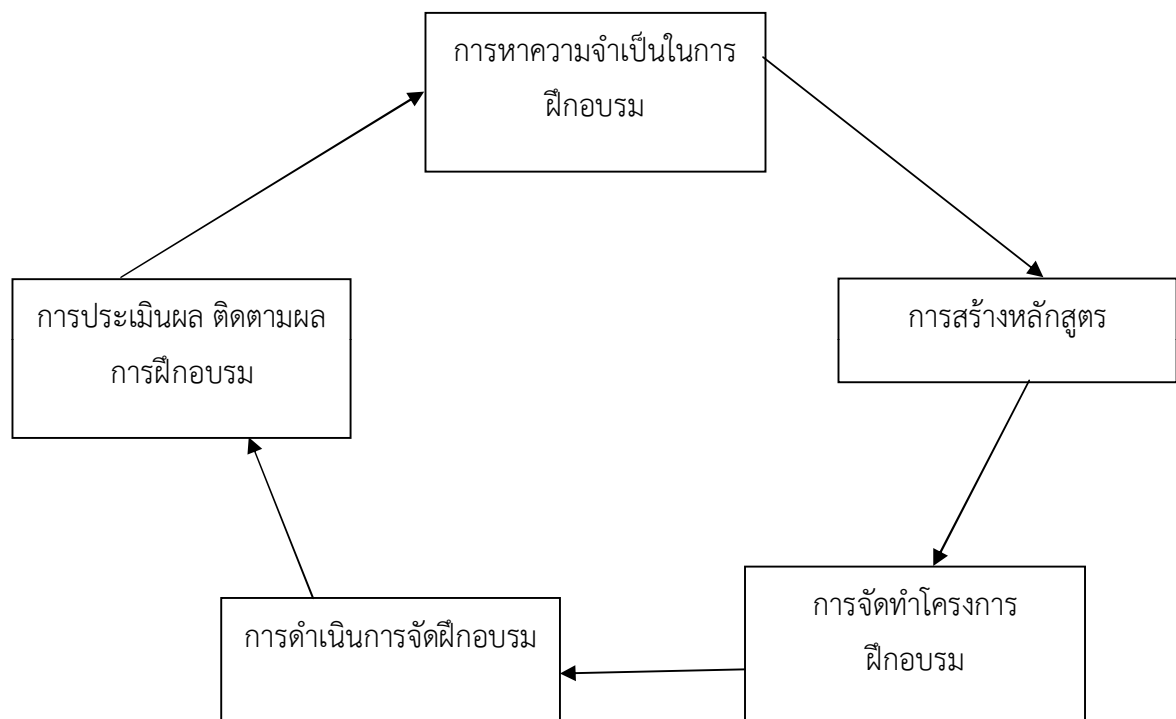 การหาความจำเป็นในการ
ฝึกอบรม
การสร้างหลักสูตร
การจัดทำโครงการ
ฝึกอบรม
การดำเนินการจัดฝึกอบรม
การประเมินผล ติดตามผล
การฝึกอบรม